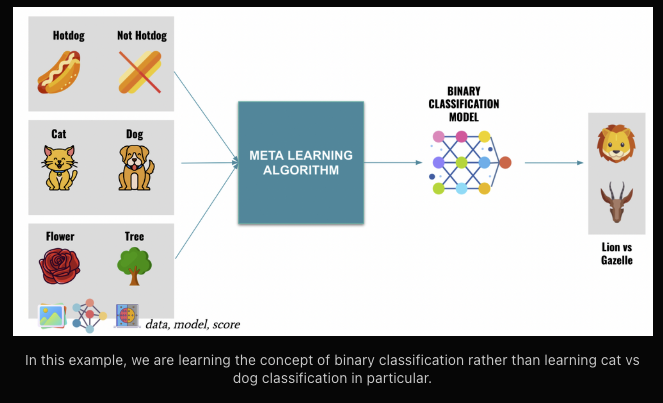 Hotdog Not Hotdog
Cat Dog
Flower Tree
data, model, score
META LEARNING
ALGORITHM
BINARY
CLASSIFICATION
MODEL
Lion vs
Gazelle
In this example, we are learning the concept of binary classification rather than learning cat vs
dog classification in particular.